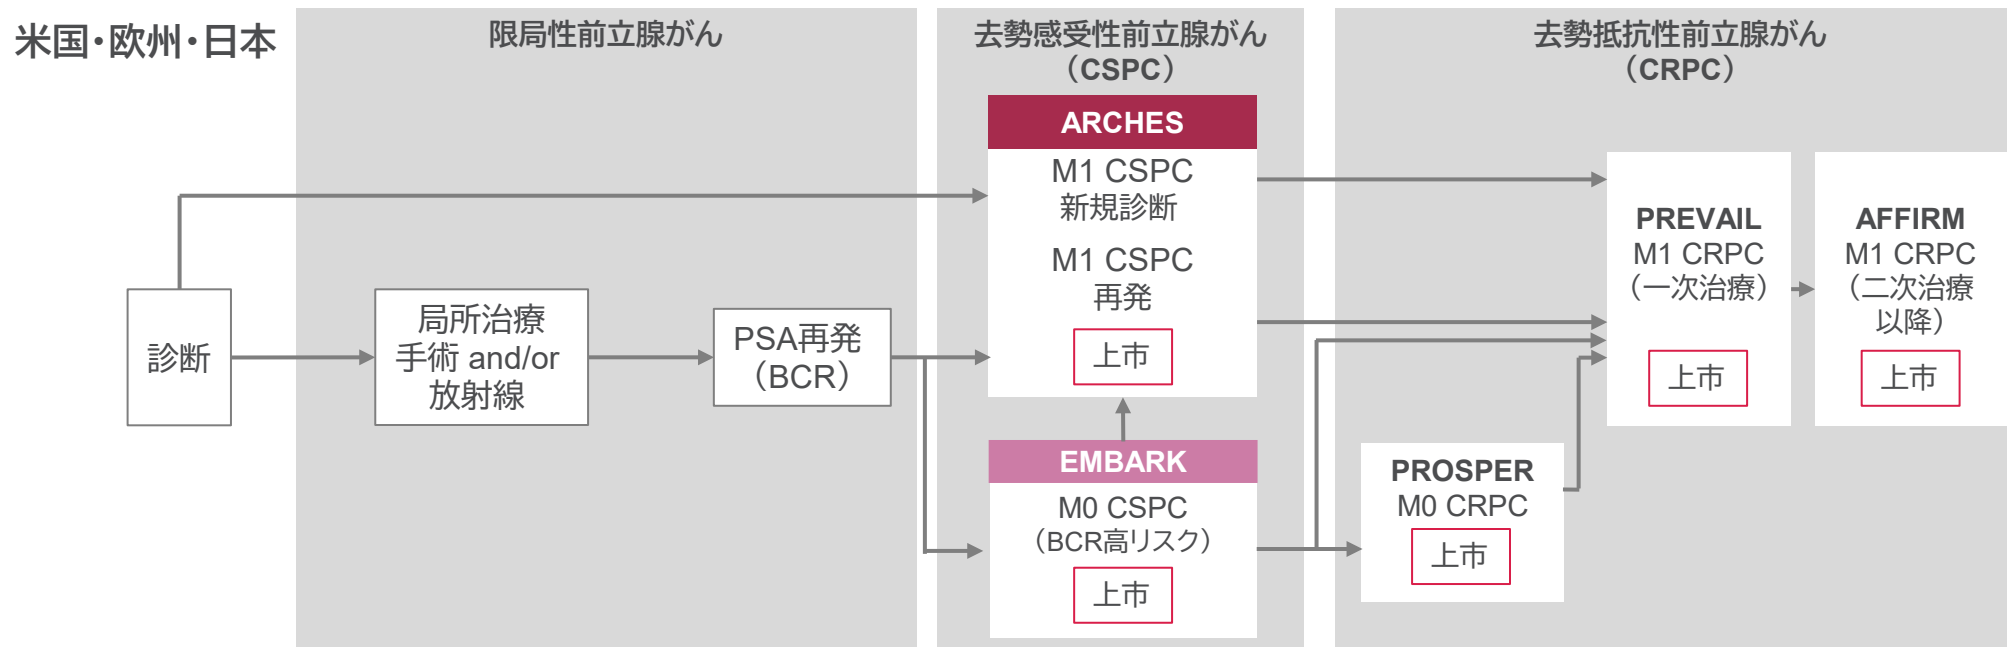 米国・欧州・日本
限局性前立腺がん
去勢感受性前立腺がん
（CSPC）
去勢抵抗性前立腺がん
（CRPC）
診断
局所治療
手術 and/or
放射線
PSA再発
（BCR）
ARCHES
M1 CSPC
新規診断
M1 CSPC
再発
上市
EMBARK
M0 CSPC
（BCR高リスク）
上市
PROSPER
M0 CRPC
上市
PREVAIL
M1 CRPC
（一次治療）
上市
AFFIRM
M1 CRPC
（二次治療
以降）
上市